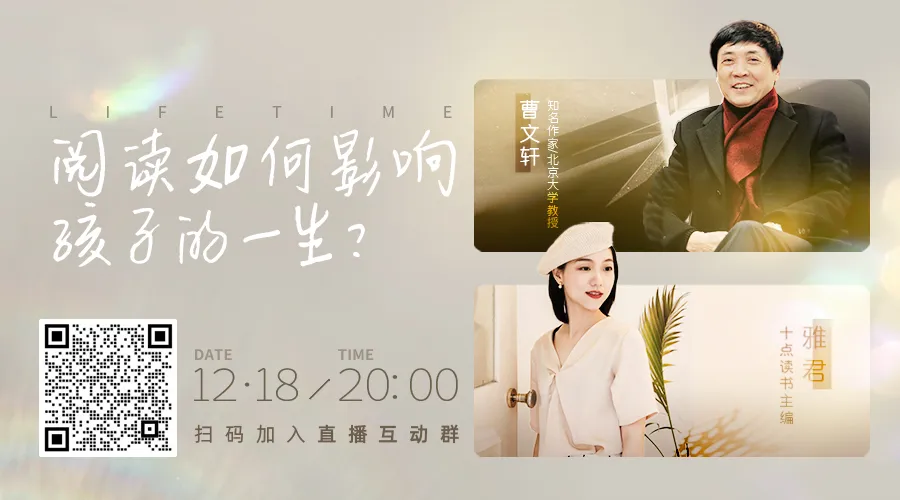 LIFETIME
阅读如何影响
孩子的一生?
DATE
TIME
12·18/20:00
扫码加入直播互动群
曹文轩
知名作家/北京大学教授
雅君
十点读书主编